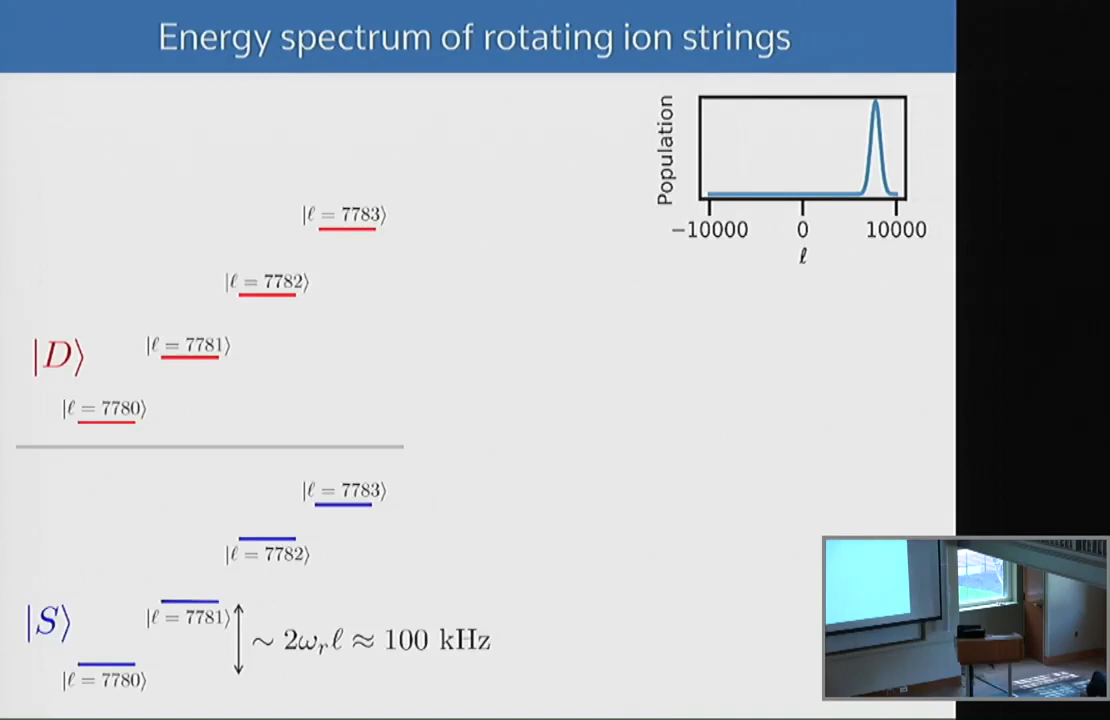 Energy spectrum of rotating ion strings
Population
−10000 0 10000
ℓ
|ℓ = 7783⟩
|ℓ = 7782⟩
|D⟩
|ℓ = 7781⟩
|ℓ = 7780⟩
|ℓ = 7783⟩
|ℓ = 7782⟩
|S⟩
|ℓ = 7781⟩
∼ 2ωᵣℓ ≈ 100 kHz
|ℓ = 7780⟩